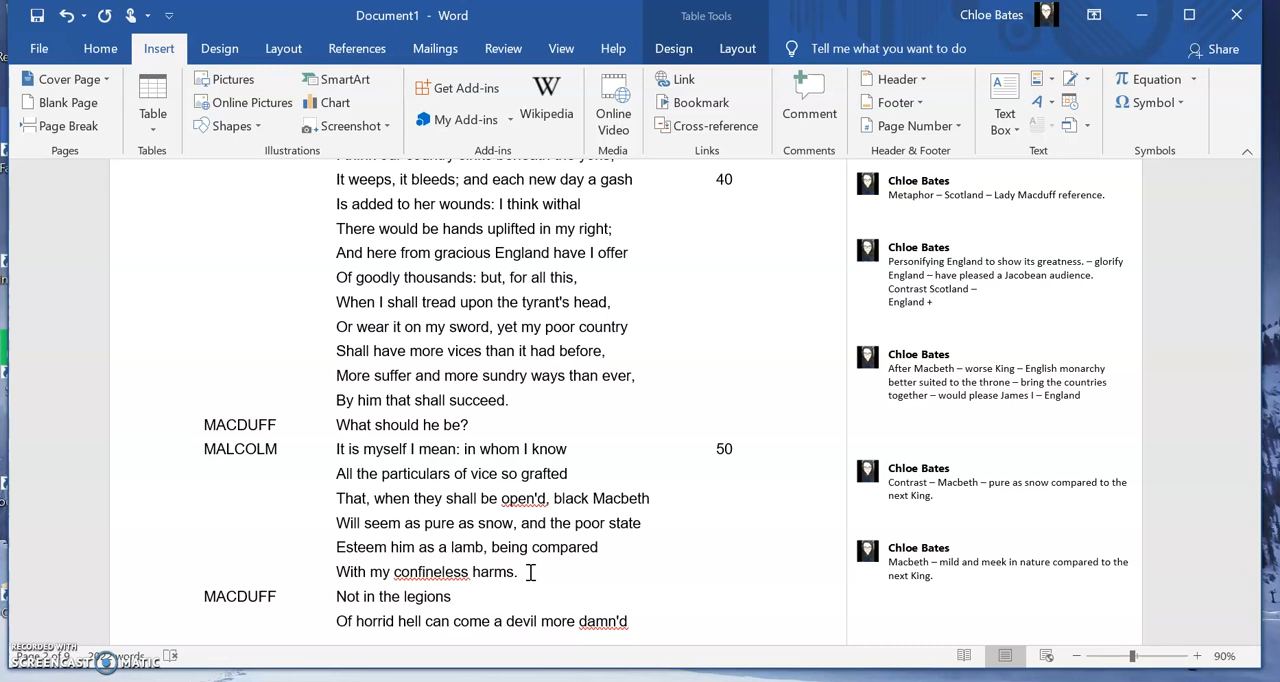 Document1 - Word
Table Tools
Chloe Bates
File Home Insert Design Layout References Mailings Review View Help Design Layout Tell me what you want to do Share
Cover Page Pictures SmartArt Get Add-ins Link Header Equation
Blank Page Table Online Pictures Chart Wikipedia Online Video Bookmark Comment Footer Text Box Symbol
Page Break Shapes Screenshot My Add-ins Cross-reference Page Number
Pages Tables Illustrations Add-ins Media Links Comments Header & Footer Text Symbols
It weeps, it bleeds; and each new day a gash 40
Is added to her wounds: I think withal
There would be hands uplifted in my right;
And here from gracious England have I offer
Of goodly thousands: but, for all this,
When I shall tread upon the tyrant's head,
Or wear it on my sword, yet my poor country
Shall have more vices than it had before,
More suffer and more sundry ways than ever,
By him that shall succeed.
MACDUFF What should he be?
MALCOLM It is myself I mean: in whom I know 50
All the particulars of vice so grafted
That, when they shall be open'd, black Macbeth
Will seem as pure as snow, and the poor state
Esteem him as a lamb, being compared
With my confineless harms.
MACDUFF Not in the legions
Of horrid hell can come a devil more damn'd
Chloe Bates
Metaphor – Scotland – Lady Macduff reference.
Chloe Bates
Personifying England to show its greatness. – glorify
England – have pleased a Jacobean audience.
Contrast Scotland –
England +
Chloe Bates
After Macbeth – worse King – English monarchy
better suited to the throne – bring the countries
together – would please James I – England
Chloe Bates
Contrast – Macbeth – pure as snow compared to the
next King.
Chloe Bates
Macbeth – mild and meek in nature compared to the
next King.
RECORDED WITH
SCREENCAST MATIC
90%